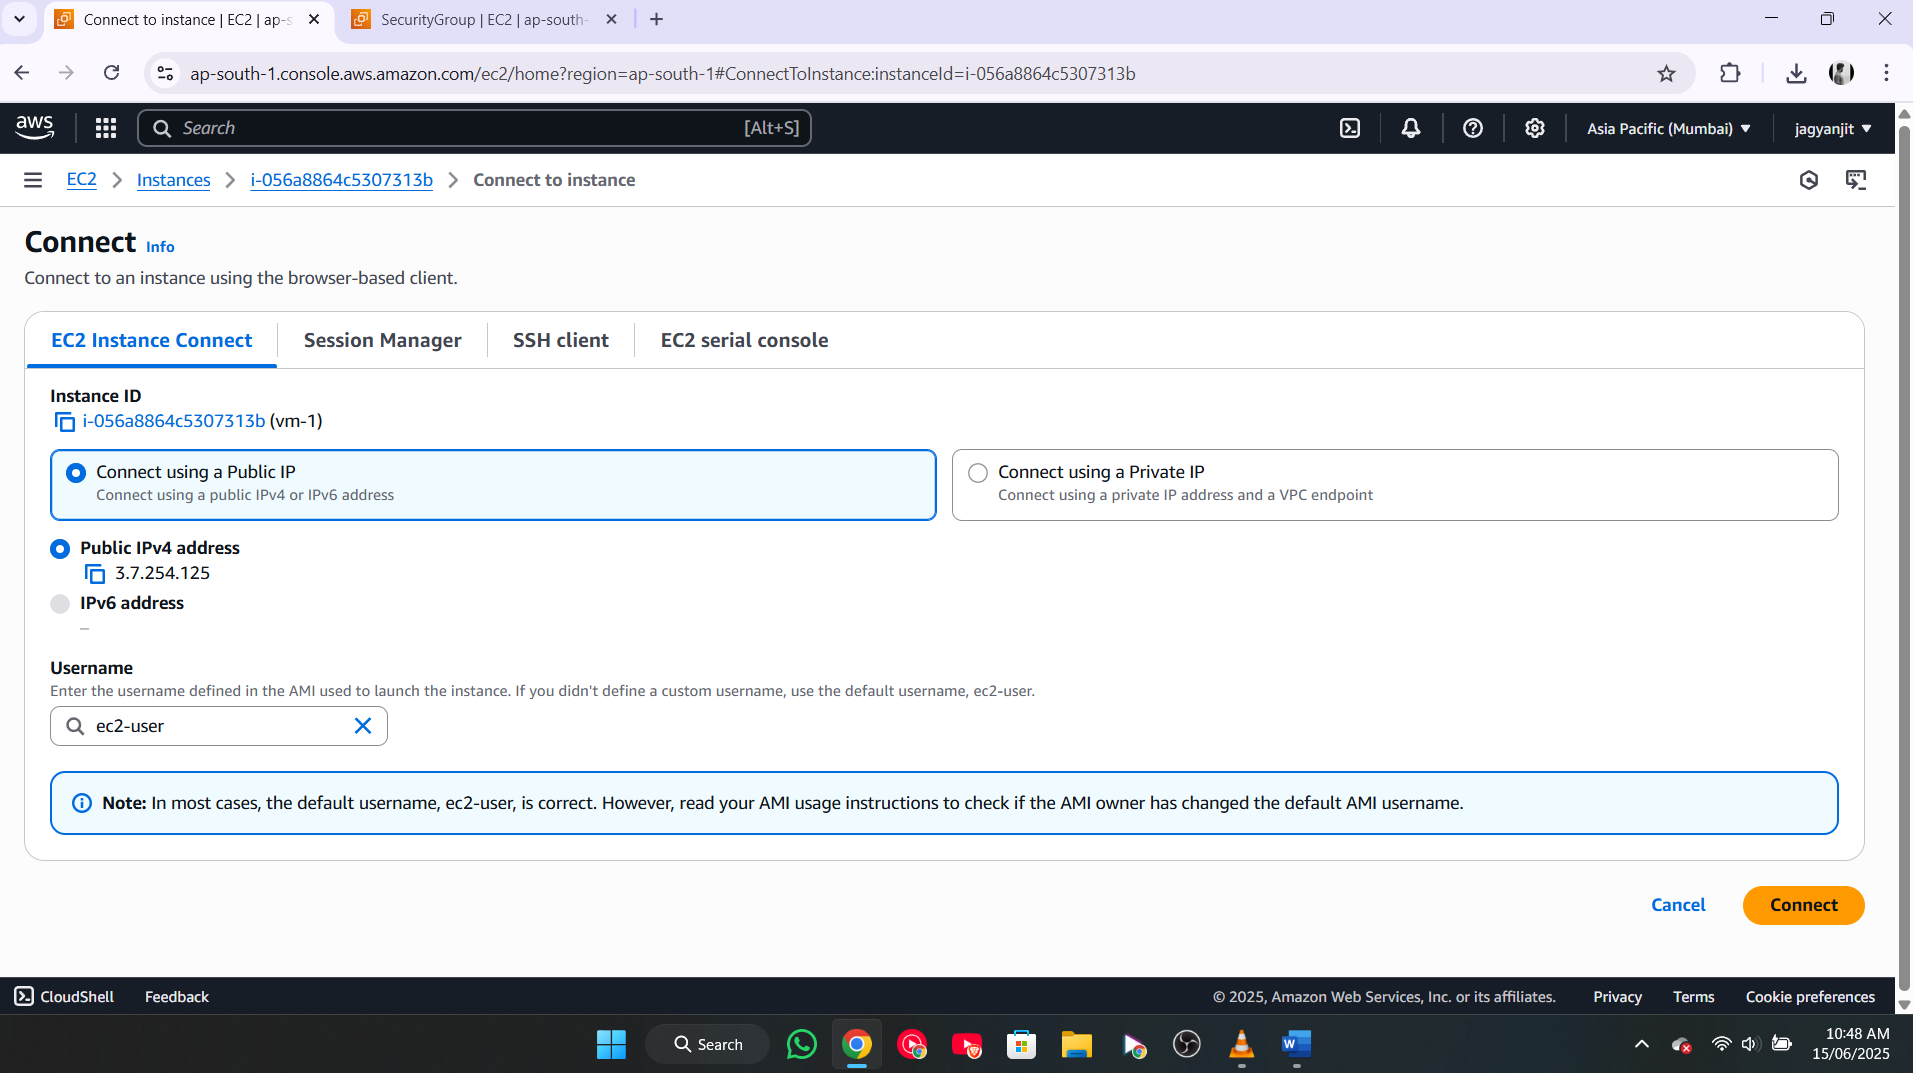 Connect to instance | EC2 | ap-s
SecurityGroup | EC2 | ap-south-
ap-south-1.console.aws.amazon.com/ec2/home?region=ap-south-1#ConnectToInstance:instanceId=i-056a8864c5307313b
aws
Search
[Alt+S]
Asia Pacific (Mumbai)
jagyanjit
EC2
Instances
i-056a8864c5307313b
Connect to instance
Connect Info
Connect to an instance using the browser-based client.
EC2 Instance Connect
Session Manager
SSH client
EC2 serial console
Instance ID
i-056a8864c5307313b (vm-1)
Connect using a Public IP
Connect using a public IPv4 or IPv6 address
Connect using a Private IP
Connect using a private IP address and a VPC endpoint
Public IPv4 address
3.7.254.125
IPv6 address
–
Username
Enter the username defined in the AMI used to launch the instance. If you didn't define a custom username, use the default username, ec2-user.
ec2-user
Note: In most cases, the default username, ec2-user, is correct. However, read your AMI usage instructions to check if the AMI owner has changed the default AMI username.
Cancel
Connect
CloudShell
Feedback
© 2025, Amazon Web Services, Inc. or its affiliates.
Privacy
Terms
Cookie preferences
Search
W
10:48 AM
15/06/2025